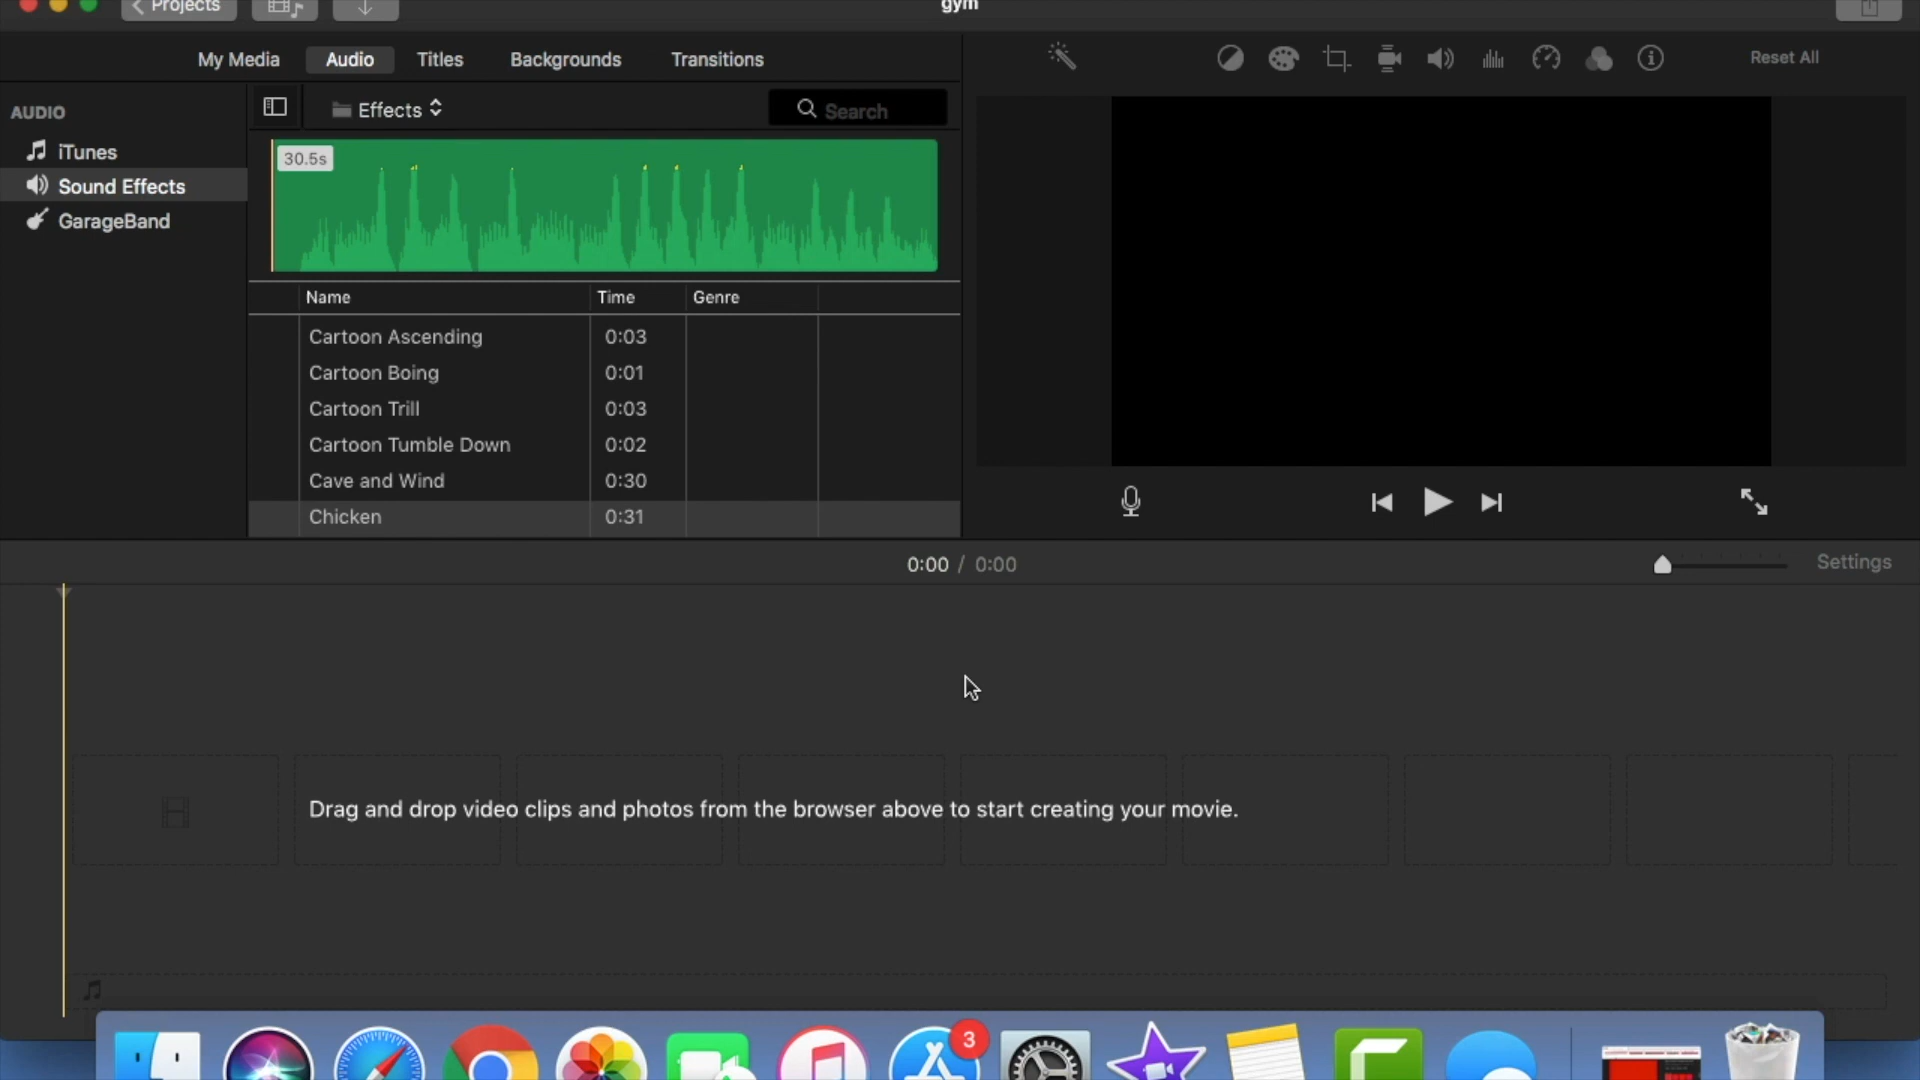 Projects
gym
My Media
Audio
Titles
Backgrounds
Transitions
Reset All
AUDIO
iTunes
Sound Effects
GarageBand
Effects
Search
30.5s
Name Time Genre
Cartoon Ascending 0:03
Cartoon Boing 0:01
Cartoon Trill 0:03
Cartoon Tumble Down 0:02
Cave and Wind 0:30
Chicken 0:31
0:00 / 0:00
Settings
Drag and drop video clips and photos from the browser above to start creating your movie.
3